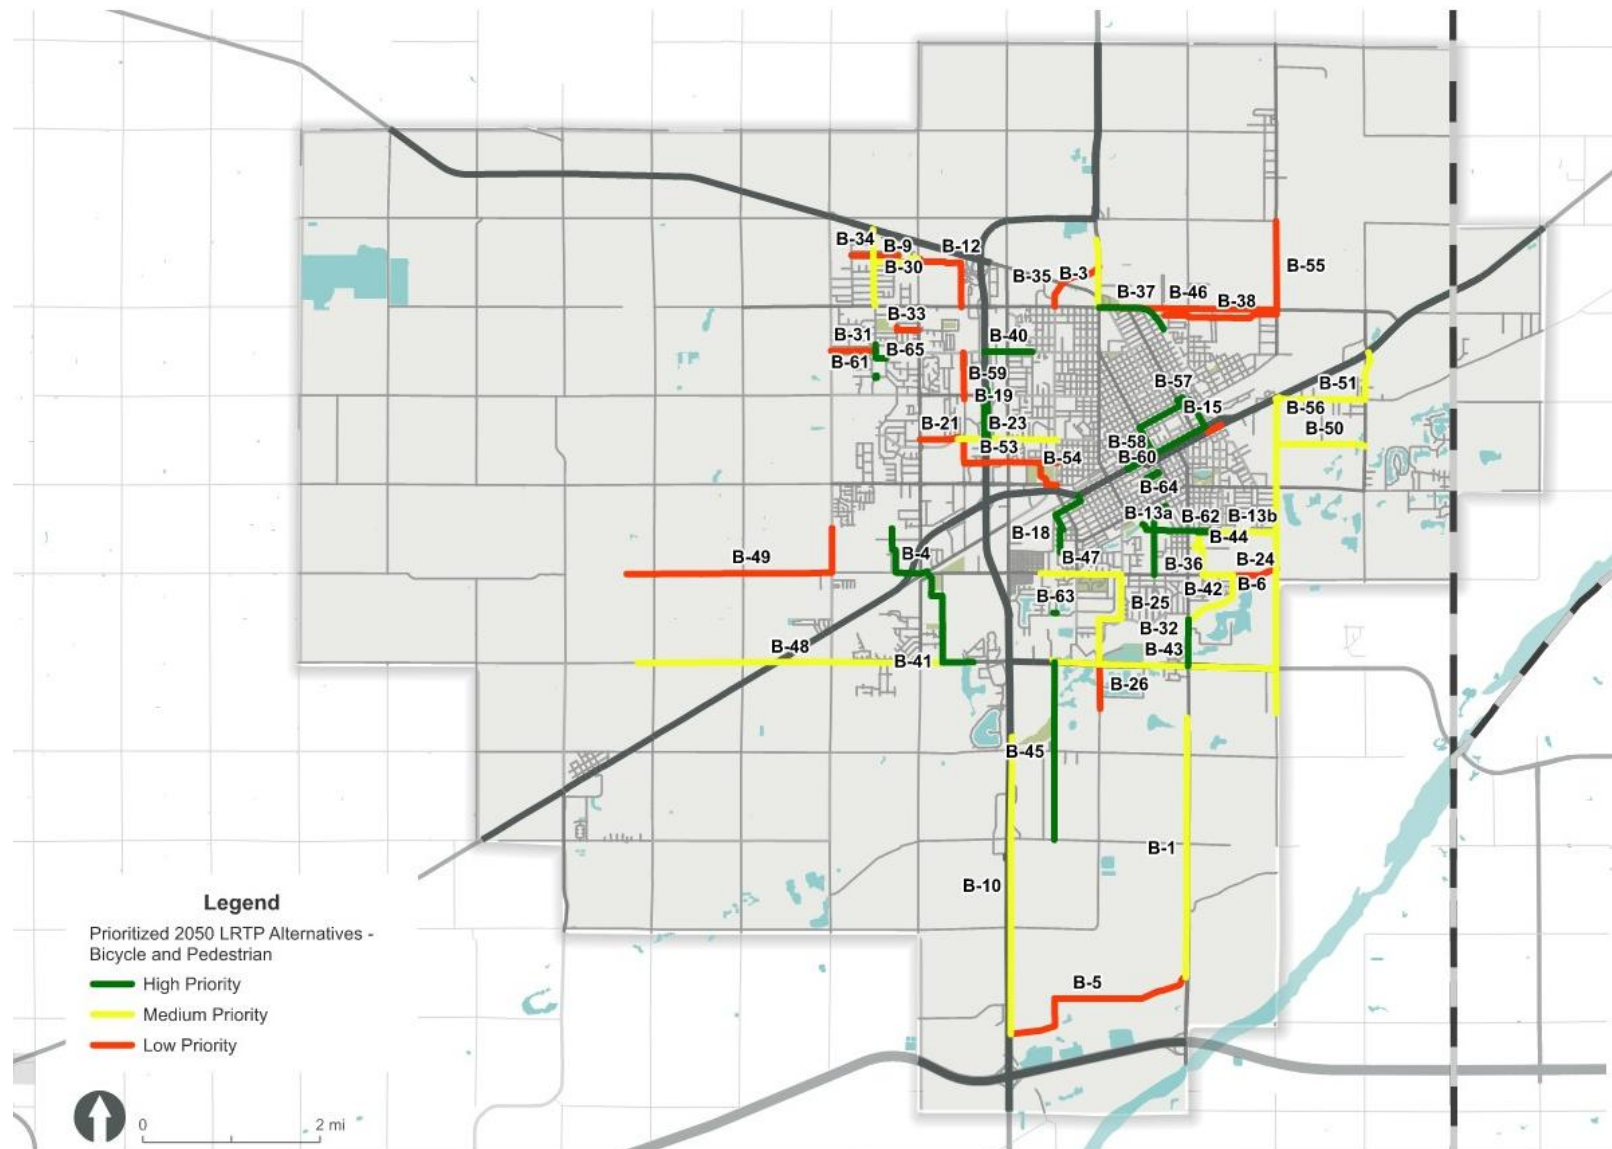 B-34
B-9
B-12
B-30
B-35
B-3
B-55
B-37
B-46
B-38
B-33
B-31
B-65
B-40
B-61
B-59
B-57
B-51
B-19
B-15
B-56
B-21
B-23
B-50
B-53
B-58
B-54
B-60
B-64
B-13a
B-62
B-13b
B-18
B-44
B-49
B-4
B-47
B-36
B-24
B-6
B-63
B-25
B-42
B-32
B-48
B-41
B-43
B-26
B-45
B-1
B-10
B-5
Legend
Prioritized 2050 LRTP Alternatives -
Bicycle and Pedestrian
High Priority
Medium Priority
Low Priority
0 2 mi